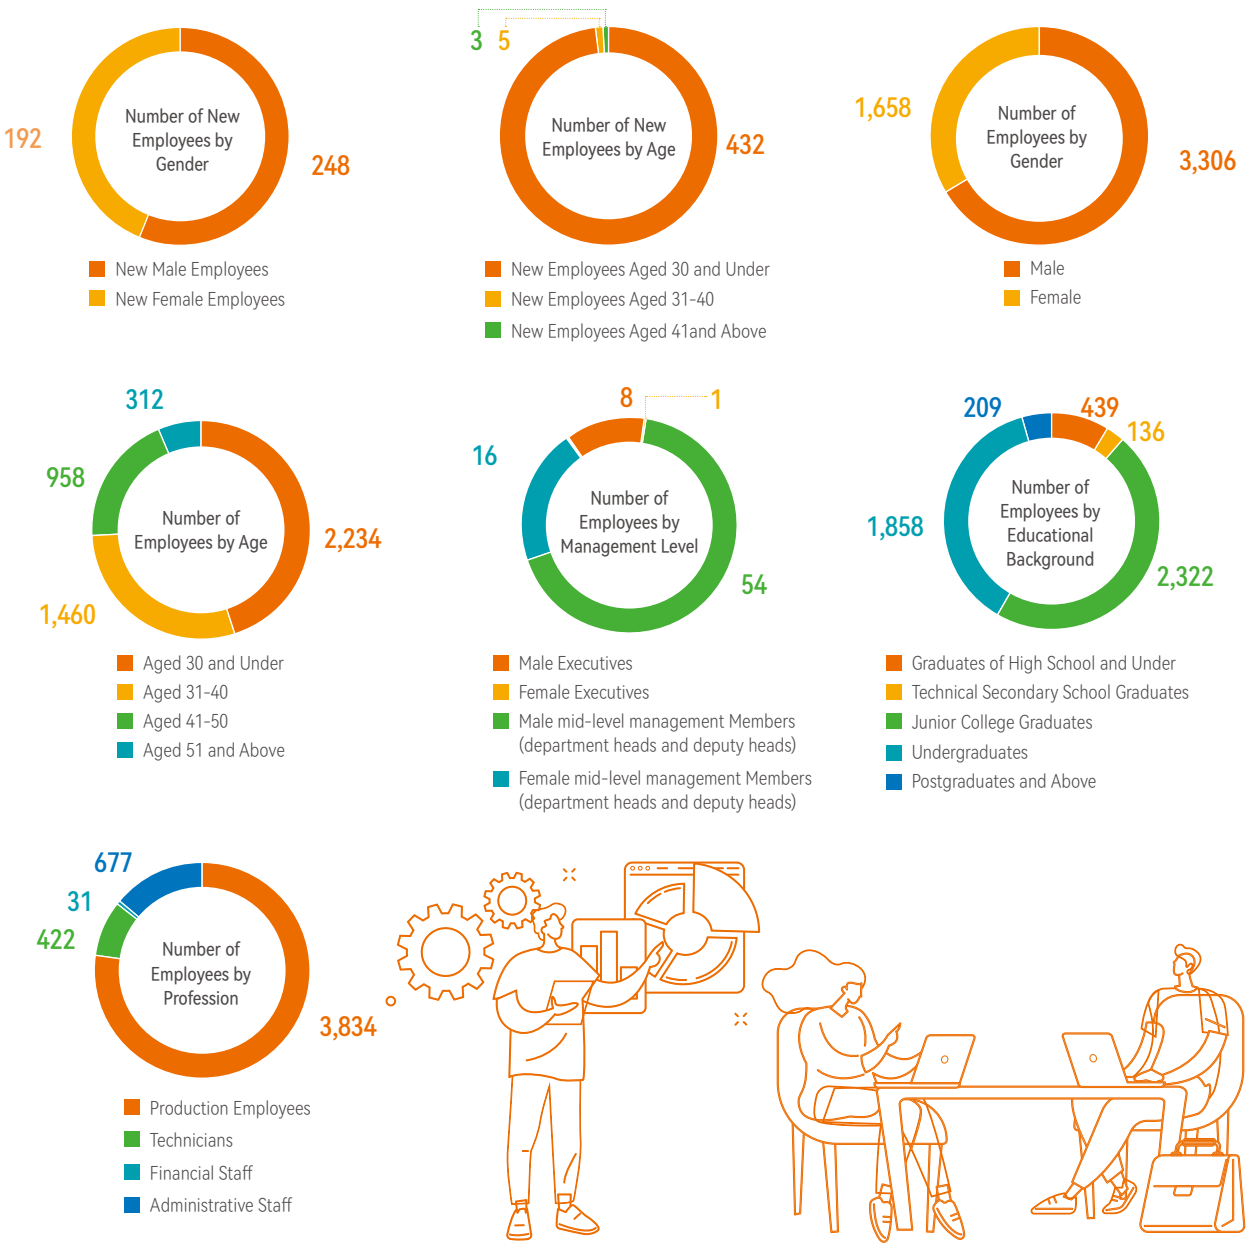 192
Number of New
Employees by
Gender
248
New Male Employees
New Female Employees
3 5
Number of New
Employees by Age
432
New Employees Aged 30 and Under
New Employees Aged 31-40
New Employees Aged 41and Above
1,658
Number of
Employees by
Gender
3,306
Male
Female
312
958
Number of
Employees by Age
2,234
1,460
Aged 30 and Under
Aged 31-40
Aged 41-50
Aged 51 and Above
8
1
16
Number of
Employees by
Management Level
54
Male Executives
Female Executives
Male mid-level management Members
(department heads and deputy heads)
Female mid-level management Members
(department heads and deputy heads)
209
439
136
Number of
Employees by
Educational
Background
1,858
2,322
Graduates of High School and Under
Technical Secondary School Graduates
Junior College Graduates
Undergraduates
Postgraduates and Above
677
31
422
Number of
Employees by
Profession
3,834
Production Employees
Technicians
Financial Staff
Administrative Staff